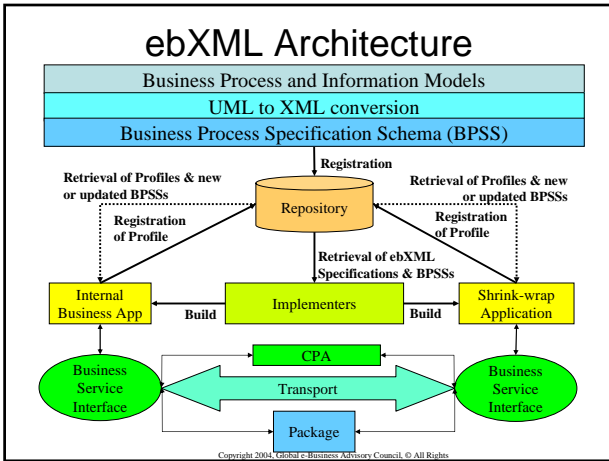 ebXML Architecture
Business Process and Information Models
UML to XML conversion
Business Process Specification Schema (BPSS)
Registration
Retrieval of Profiles & new
or updated BPSSs
Retrieval of Profiles & new
or updated BPSSs
Repository
Registration
of Profile
Registration
of Profile
Retrieval of ebXML
Specifications & BPSSs
Internal
Business App
Build
Implementers
Build
Shrink-wrap
Application
CPA
Business
Service
Interface
Transport
Business
Service
Interface
Package
Copyright 2004, Global e-Business Advisory Council, © All Rights